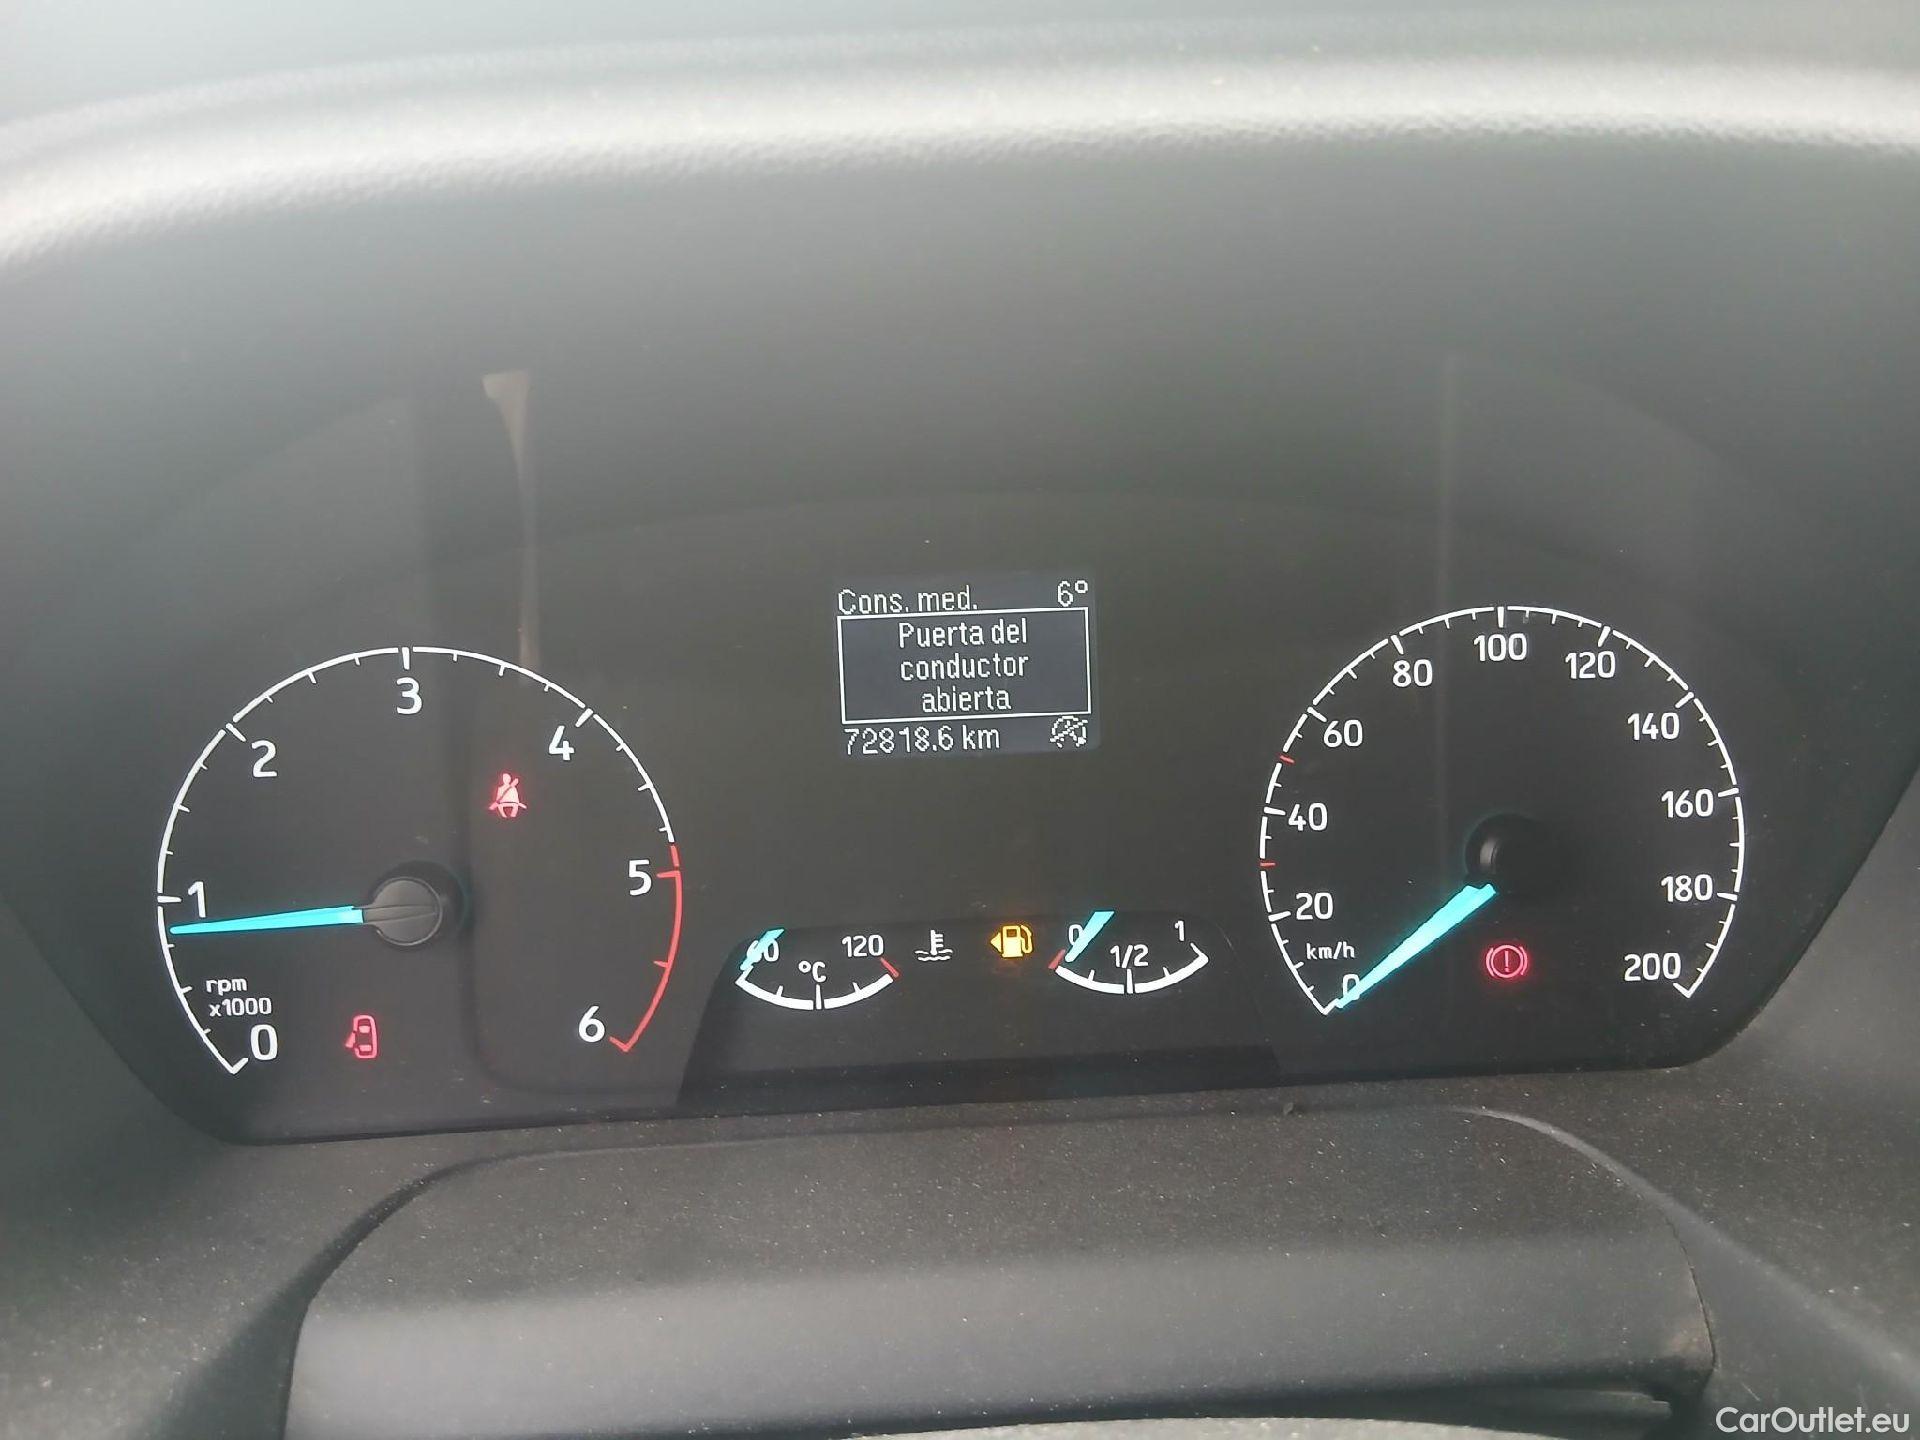 Cons. med. 6°
Puerta del
conductor
abierta
72818.6 km
0
1
2
3
4
5
6
rpm
x1000
60
120
°C
0
1/2
1
0
20
40
60
80
100
120
140
160
180
200
km/h
CarOutlet.eu